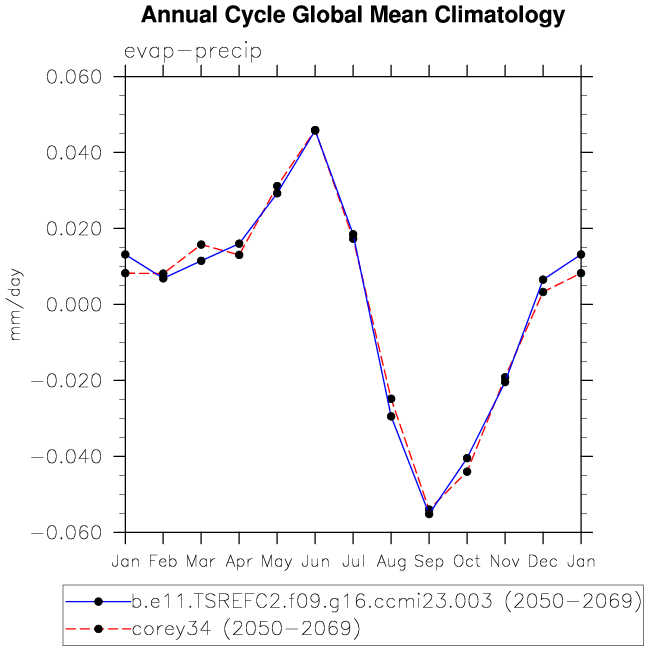 Annual Cycle Global Mean Climatology
evap-precip
0.060
0.040
0.020
0.000
-0.020
-0.040
-0.060
mm/day
Jan Feb Mar Apr May Jun Jul Aug Sep Oct Nov Dec Jan
b.e11.TSREFC2.f09.g16.ccmi23.003 (2050-2069)
corey34 (2050-2069)